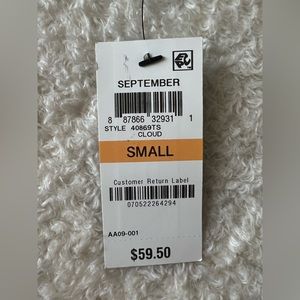 SEPTEMBER
8 87866 32931 1
STYLE 40869TS
CLOUD
SMALL
Customer Return Label
070522264294
AA09-001
$59.50